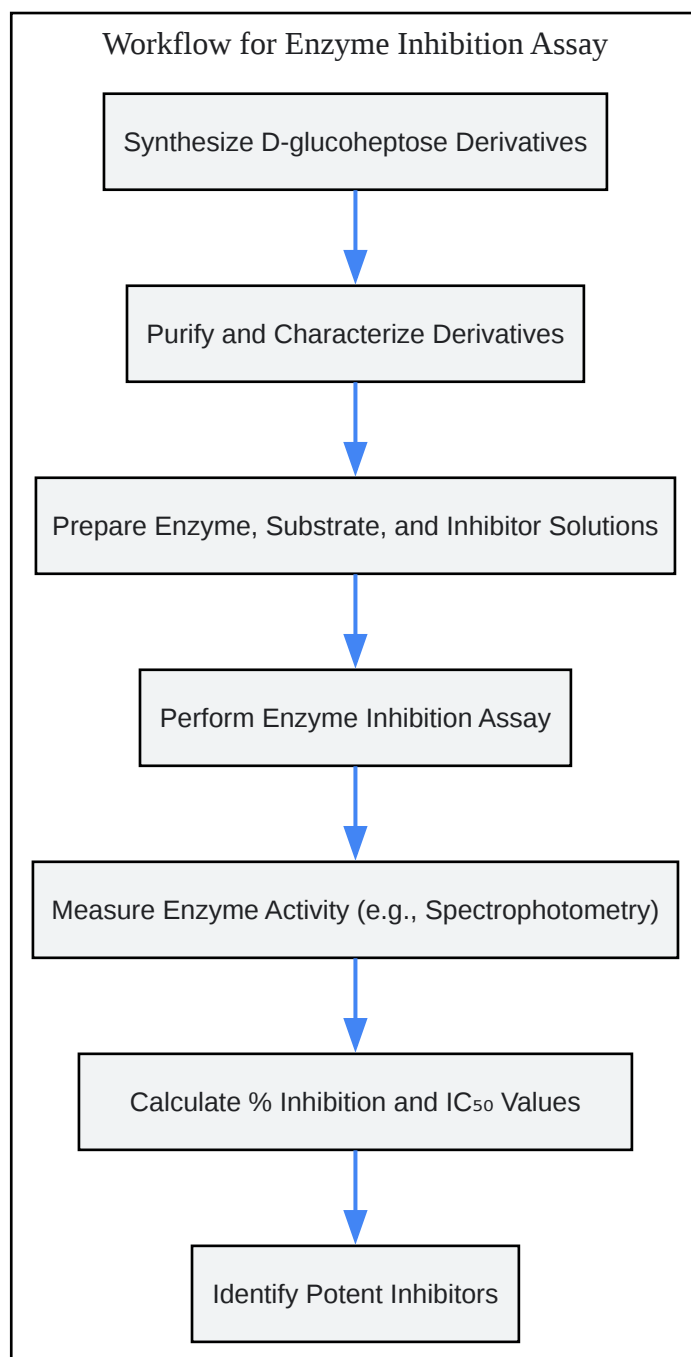 Workflow for Enzyme Inhibition Assay
Synthesize D-glucoheptose Derivatives
Purify and Characterize Derivatives
Prepare Enzyme, Substrate, and Inhibitor Solutions
Perform Enzyme Inhibition Assay
Measure Enzyme Activity (e.g., Spectrophotometry)
Calculate % Inhibition and IC₅₀ Values
Identify Potent Inhibitors